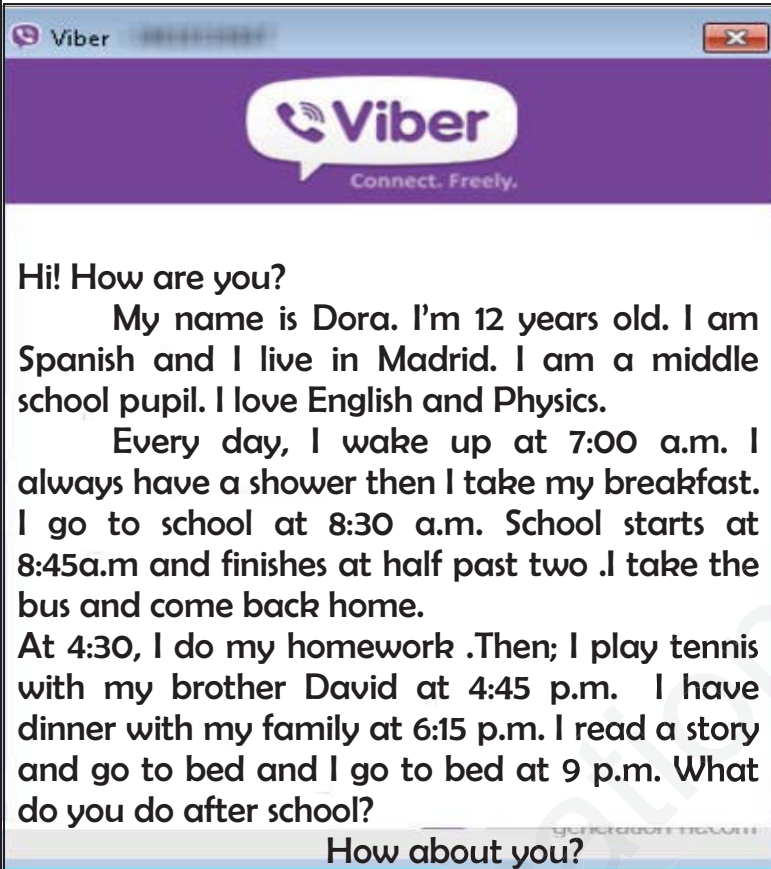 Viber
Viber
Connect. Freely.
Hi! How are you?
My name is Dora. I'm 12 years old. I am
Spanish and I live in Madrid. I am a middle
school pupil. I love English and Physics.
Every day, I wake up at 7:00 a.m. I
always have a shower then I take my breakfast.
I go to school at 8:30 a.m. School starts at
8:45a.m and finishes at half past two .I take the
bus and come back home.
At 4:30, I do my homework .Then; I play tennis
with my brother David at 4:45 p.m. I have
dinner with my family at 6:15 p.m. I read a story
and go to bed and I go to bed at 9 p.m. What
do you do after school?
How about you?